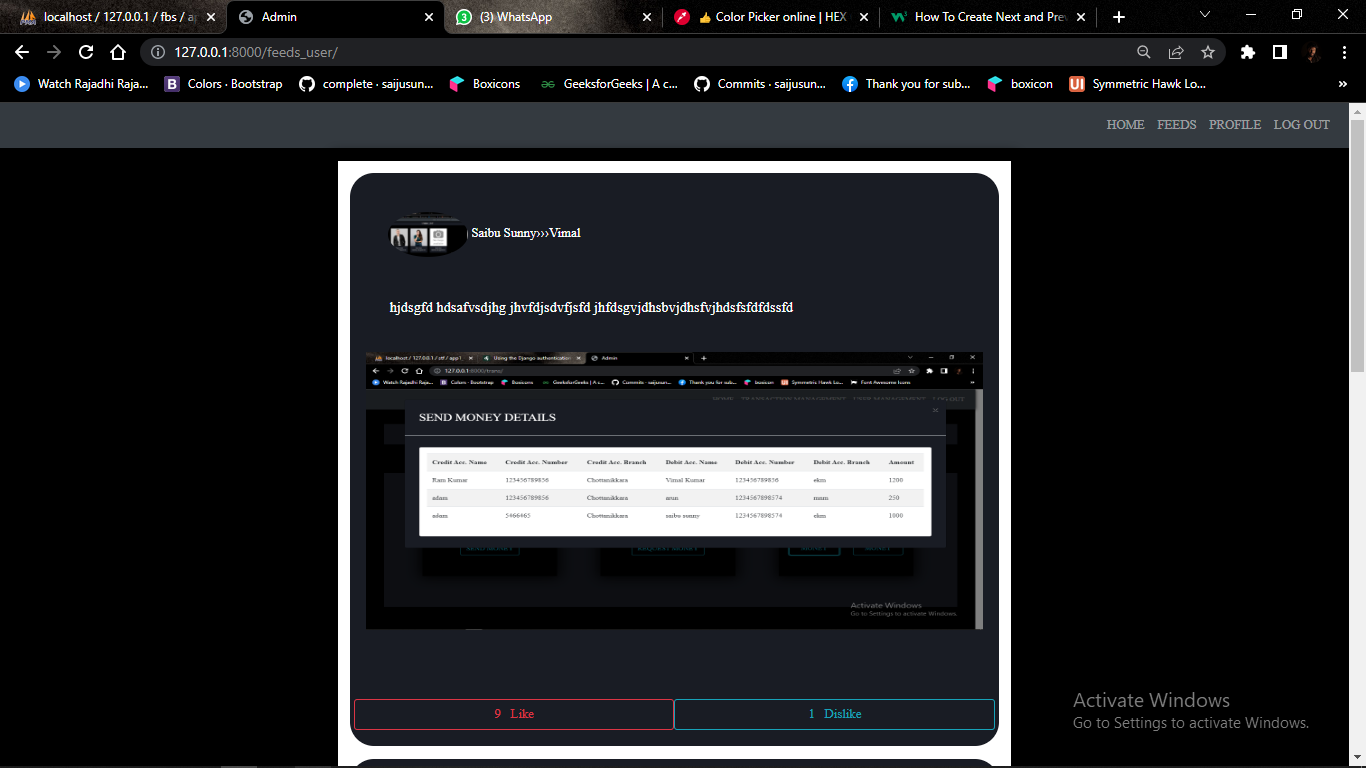 localhost / 127.0.0.1 / fbs / ap
Admin
(3) WhatsApp
Color Picker online | HEX
How To Create Next and Prev
127.0.0.1:8000/feeds_user/
Watch Rajadhi Raja...
Colors · Bootstrap
complete · saijusun...
Boxicons
GeeksforGeeks | A c...
Commits · saijusun...
Thank you for sub...
boxicon
Symmetric Hawk Lo...
»
HOME FEEDS PROFILE LOG OUT
Saibu Sunny›››Vimal
hjdsgfd hdsafvsdjhg jhvfdjsdvfjsfd jhfdsgvjdhsbvjdhsfvjhdsfsfdfdssfd
localhost / 127.0.0.1 / stf / app1
Using the Django authentication
Admin
127.0.0.1:8000/trans/
Watch Rajadhi Raja...
Colors · Bootstrap
Boxicons
GeeksforGeeks | A c...
Commits · saijusun...
Thank you for sub...
boxicon
Symmetric Hawk Lo...
Font Awesome Icons
SEND MONEY DETAILS
Credit Acc. Name Credit Acc. Number Credit Acc. Branch Debit Acc. Name Debit Acc. Number Debit Acc. Branch Amount
Ram Kumar 123456789856 Chottanikkara Vimal Kumar 123456789856 ekm 1200
adam 123456789856 Chottanikkara arun 1234567898574 mum 250
adam 5466465 Chottanikkara saibu sunny 1234567898574 ekm 1000
SEND MONEY
REQUEST MONEY
MONEY
MONEY
Activate Windows
Go to Settings to activate Windows.
9 Like
1 Dislike
Activate Windows
Go to Settings to activate Windows.